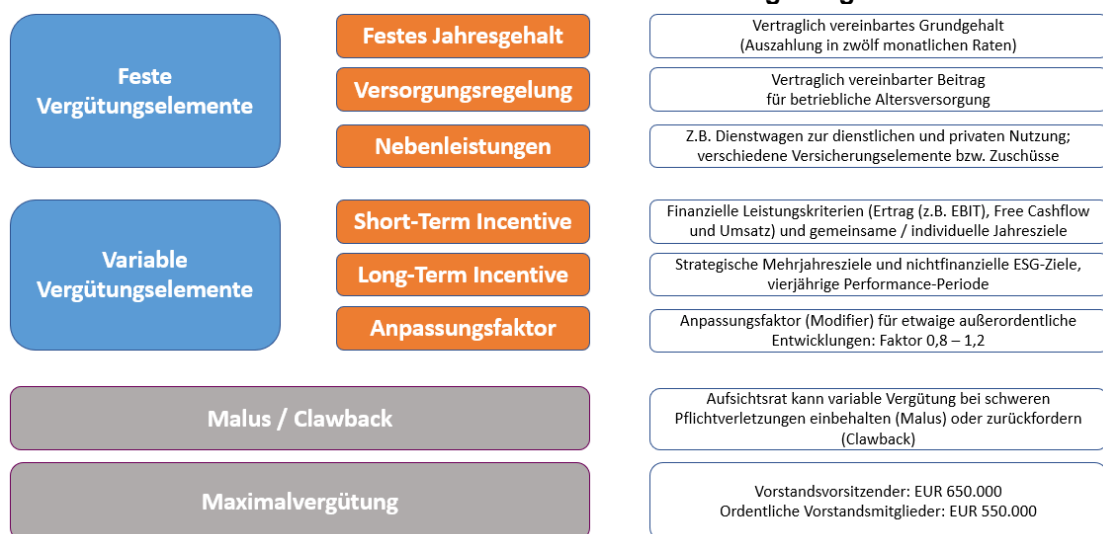 Feste
Vergütungselemente
Festes Jahresgehalt
Vertraglich vereinbartes Grundgehalt
(Auszahlung in zwölf monatlichen Raten)
Versorgungsregelung
Vertraglich vereinbarter Beitrag
für betriebliche Altersversorgung
Nebenleistungen
Z.B. Dienstwagen zur dienstlichen und privaten Nutzung;
verschiedene Versicherungselemente bzw. Zuschüsse
Variable
Vergütungselemente
Short-Term Incentive
Finanzielle Leistungskriterien (Ertrag (z.B. EBIT), Free Cashflow
und Umsatz) und gemeinsame / individuelle Jahresziele
Long-Term Incentive
Strategische Mehrjahresziele und nichtfinanzielle ESG-Ziele,
vierjährige Performance-Periode
Anpassungsfaktor
Anpassungsfaktor (Modifier) für etwaige außerordentliche
Entwicklungen: Faktor 0,8 – 1,2
Malus / Clawback
Aufsichtsrat kann variable Vergütung bei schweren
Pflichtverletzungen einbehalten (Malus) oder zurückfordern
(Clawback)
Maximalvergütung
Vorstandsvorsitzender: EUR 650.000
Ordentliche Vorstandsmitglieder: EUR 550.000